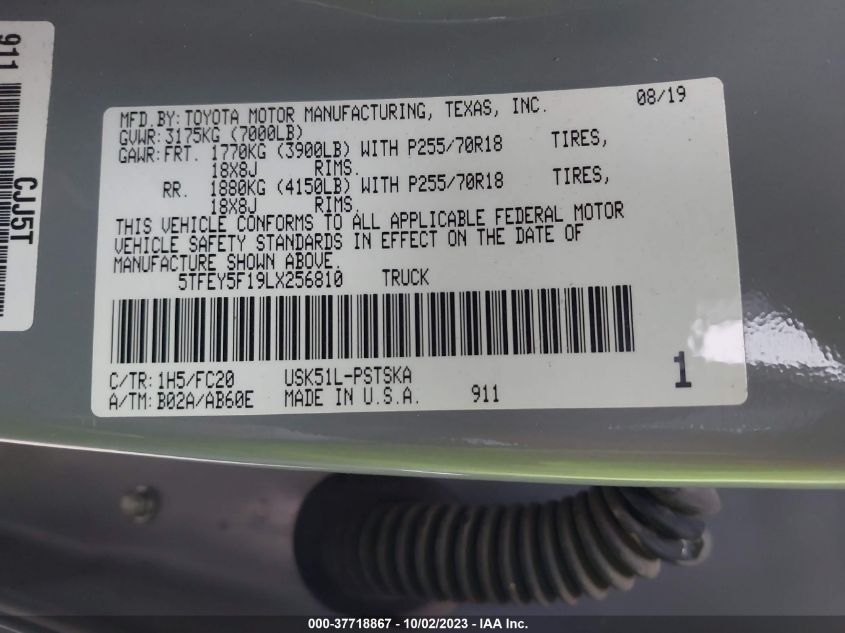 911
CJJ5T
MFD.BY:TOYOTA MOTOR MANUFACTURING, TEXAS, INC. 08/19
GVWR:3175KG (7000LB)
GAWR:FRT. 1770KG (3900LB) WITH P255/70R18 TIRES,
18X8J RIMS.
RR. 1880KG (4150LB) WITH P255/70R18 TIRES,
18X8J RIMS.
THIS VEHICLE CONFORMS TO ALL APPLICABLE FEDERAL MOTOR
VEHICLE SAFETY STANDARDS IN EFFECT ON THE DATE OF
MANUFACTURE SHOWN ABOVE.
5TFEY5F19LX256810 TRUCK
C/TR:1H5/FC20 USK51L-PSTSKA 1
A/TM:B02A/AB60E MADE IN U.S.A. 911
000-37718867 - 10/02/2023 - IAA Inc.